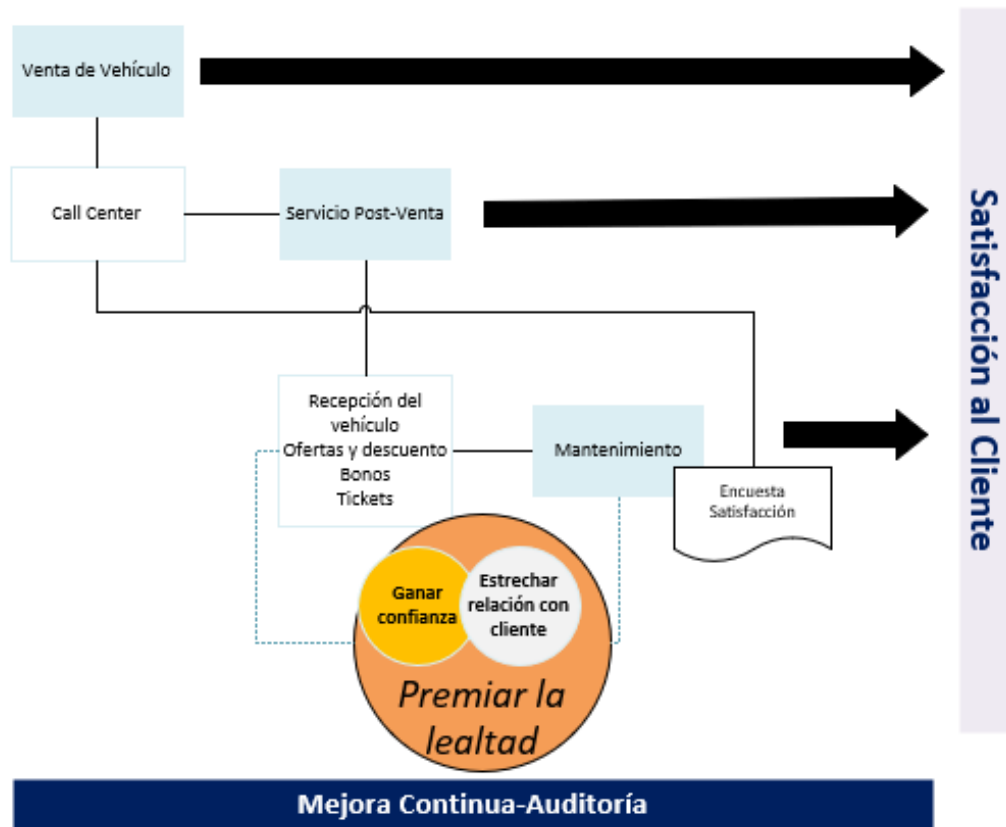 Venta de Vehículo
Call Center
Servicio Post-Venta
Recepción del
vehículo
Ofertas y descuento
Bonos
Tickets
Mantenimiento
Encuesta
Satisfacción
Ganar
confianza
Estrechar
relación con
cliente
Premiar la
lealtad
Satisfacción al Cliente
Mejora Continua-Auditoría